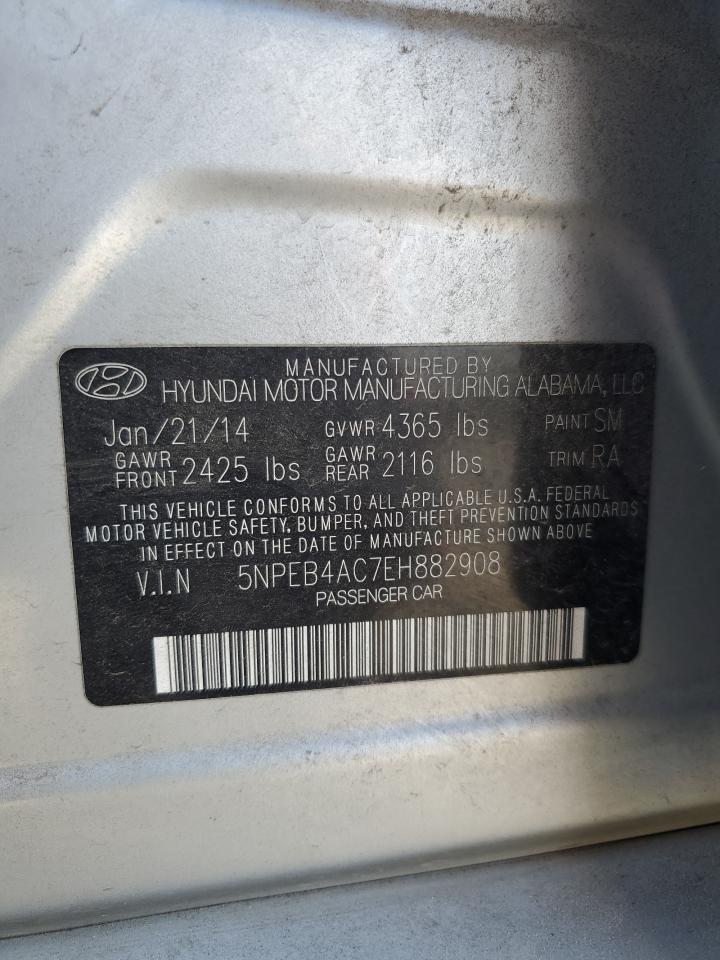 MANUFACTURED BY
HYUNDAI MOTOR MANUFACTURING ALABAMA, LLC
Jan/21/14 GVWR 4365 lbs PAINT SM
GAWR FRONT 2425 lbs GAWR REAR 2116 lbs TRIM RA
THIS VEHICLE CONFORMS TO ALL APPLICABLE U.S.A. FEDERAL
MOTOR VEHICLE SAFETY, BUMPER, AND THEFT PREVENTION STANDARDS
IN EFFECT ON THE DATE OF MANUFACTURE SHOWN ABOVE
V.I.N 5NPEB4AC7EH882908
PASSENGER CAR